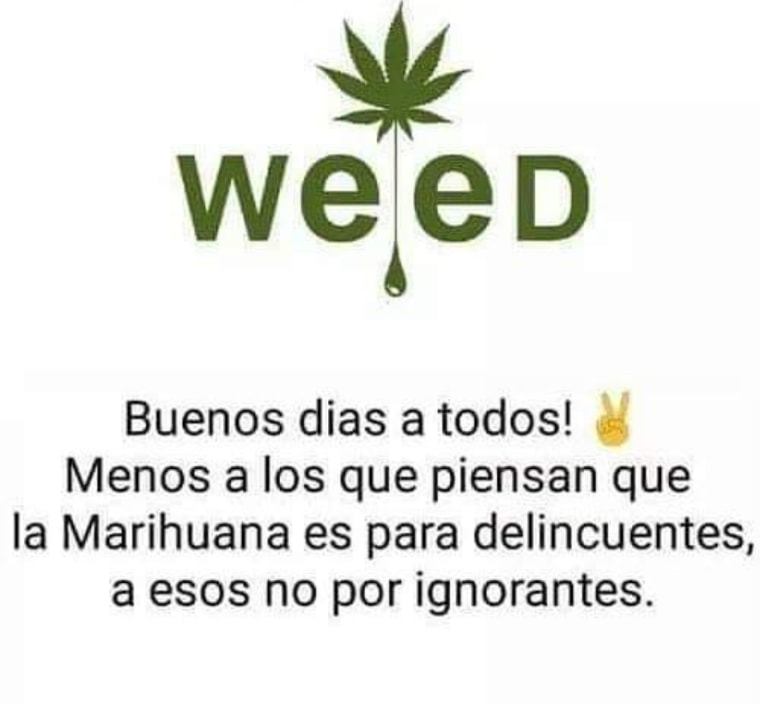 WeeD
Buenos dias a todos! ✌
Menos a los que piensan que
la Marihuana es para delincuentes,
a esos no por ignorantes.